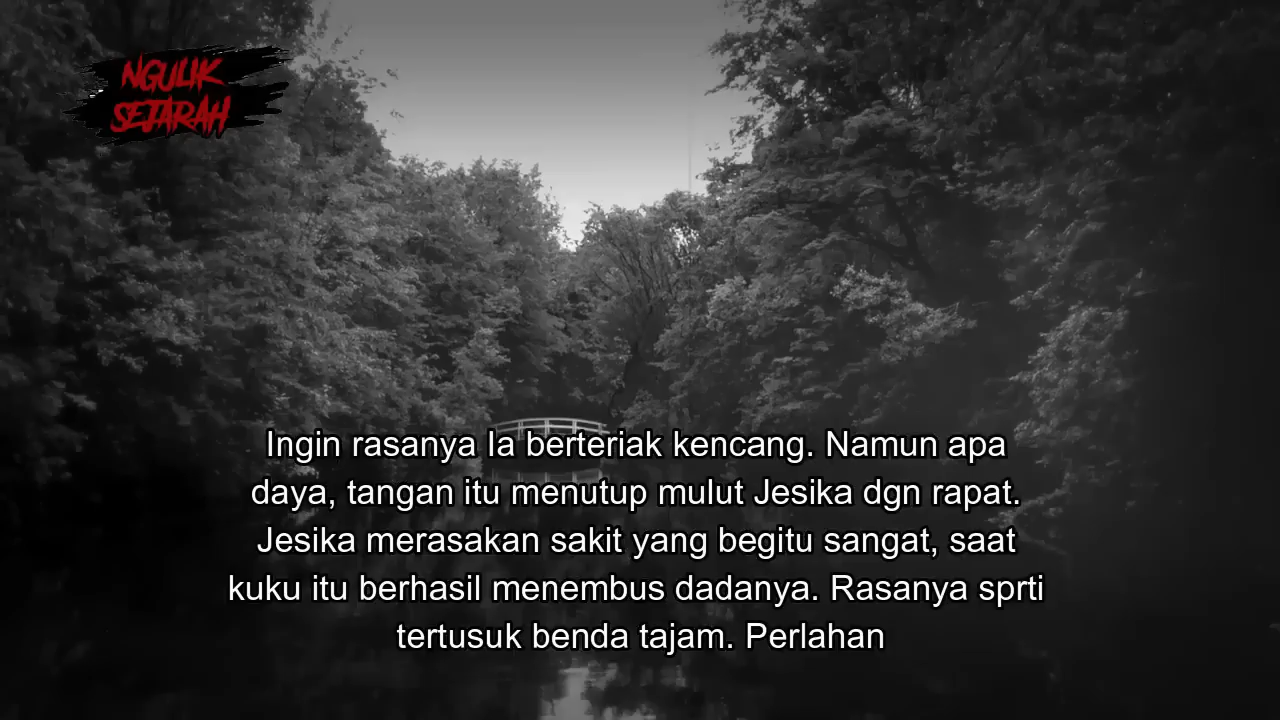 NGULIK
SEJARAH
Ingin rasanya Ia berteriak kencang. Namun apa
daya, tangan itu menutup mulut Jesika dgn rapat.
Jesika merasakan sakit yang begitu sangat, saat
kuku itu berhasil menembus dadanya. Rasanya sprti
tertusuk benda tajam. Perlahan